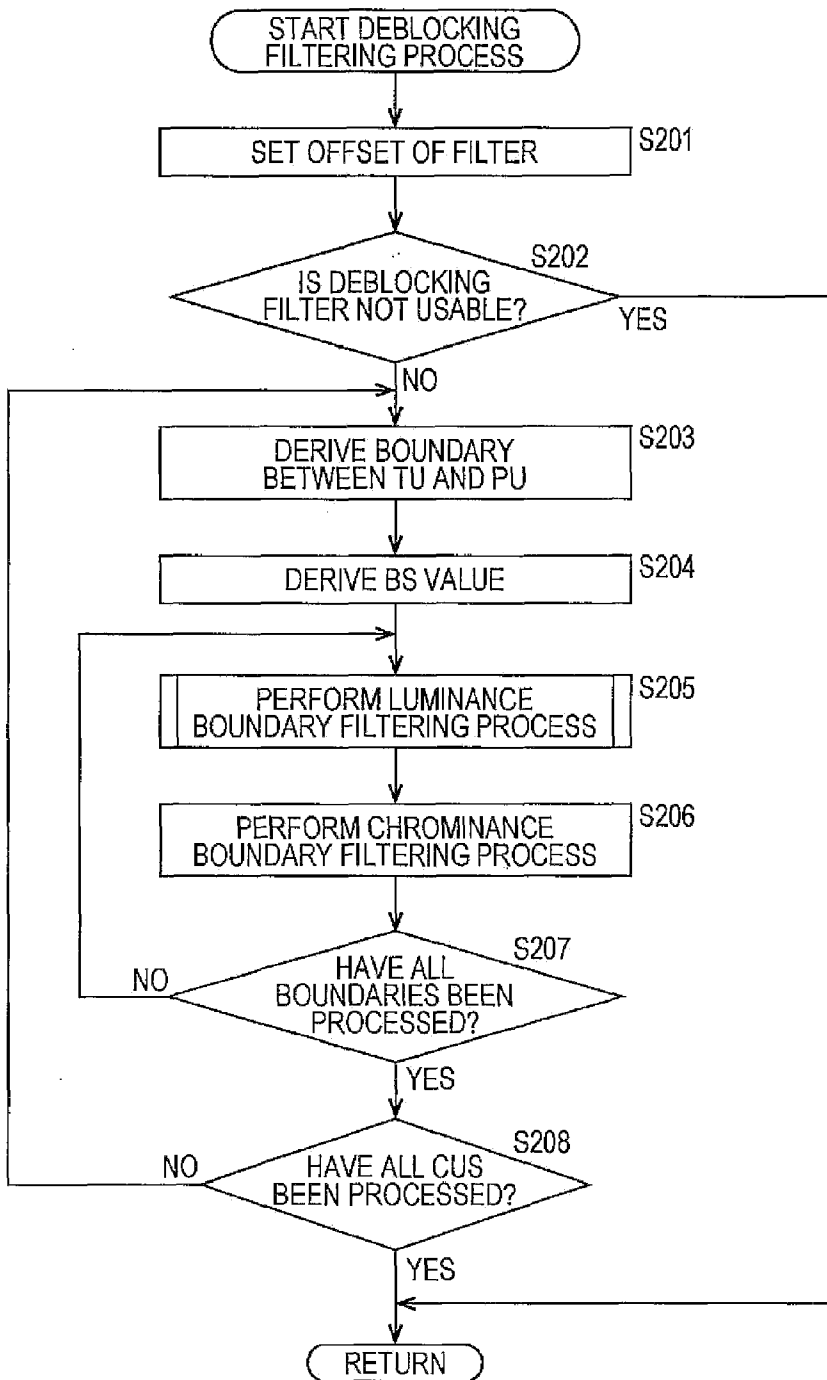 START DEBLOCKING
FILTERING PROCESS
SET OFFSET OF FILTER
S201
S202
IS DEBLOCKING
FILTER NOT USABLE?
YES
NO
DERIVE BOUNDARY
BETWEEN TU AND PU
S203
DERIVE BS VALUE
S204
PERFORM LUMINANCE
BOUNDARY FILTERING PROCESS
S205
PERFORM CHROMINANCE
BOUNDARY FILTERING PROCESS
S206
S207
HAVE ALL
BOUNDARIES BEEN
PROCESSED?
NO
YES
S208
HAVE ALL CUS
BEEN PROCESSED?
NO
YES
RETURN